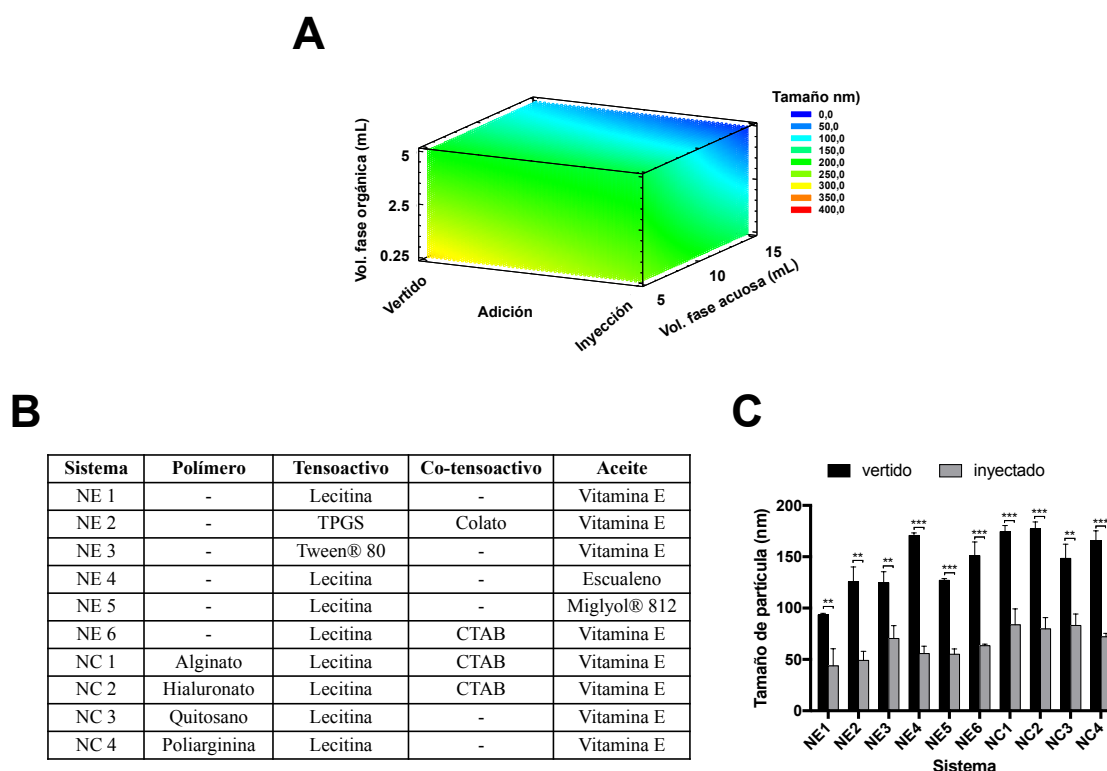 A
Tamaño nm)
0,0
50,0
100,0
150,0
200,0
250,0
300,0
350,0
400,0
Vol. fase orgánica (mL)
5
2.5
0.25
Vertido
Adición
Inyección
5
10
15
Vol. fase acuosa (mL)
B
Sistema Polímero Tensoactivo Co-tensoactivo Aceite
NE 1 - Lecitina - Vitamina E
NE 2 - TPGS Colato Vitamina E
NE 3 - Tween® 80 - Vitamina E
NE 4 - Lecitina - Escualeno
NE 5 - Lecitina - Miglyol® 812
NE 6 - Lecitina CTAB Vitamina E
NC 1 Alginato Lecitina CTAB Vitamina E
NC 2 Hialuronato Lecitina CTAB Vitamina E
NC 3 Quitosano Lecitina - Vitamina E
NC 4 Poliarginina Lecitina - Vitamina E
C
vertido inyectado
Tamaño de partícula (nm)
200
150
100
50
0
** ** ** *** *** *** *** *** ** ***
NE1 NE2 NE3 NE4 NE5 NE6 NC1 NC2 NC3 NC4
Sistema